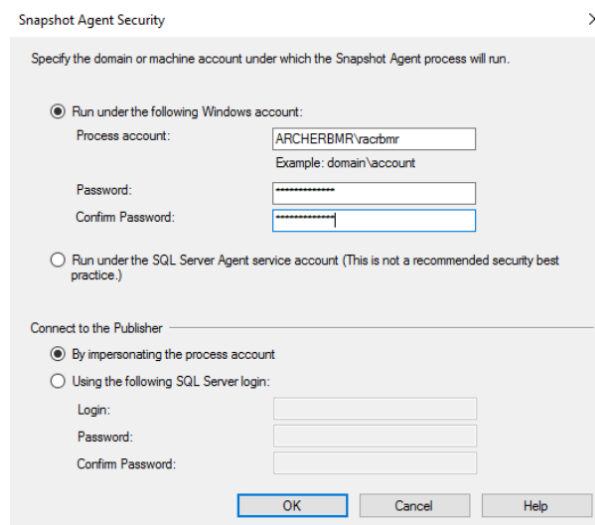 Snapshot Agent Security
Specify the domain or machine account under which the Snapshot Agent process will run.
Run under the following Windows account:
Process account: ARCHERBMR\racrbmr
Example: domain\account
Password: *************
Confirm Password: *************
Run under the SQL Server Agent service account (This is not a recommended security best
practice.)
Connect to the Publisher
By impersonating the process account
Using the following SQL Server login:
Login:
Password:
Confirm Password:
OK Cancel Help